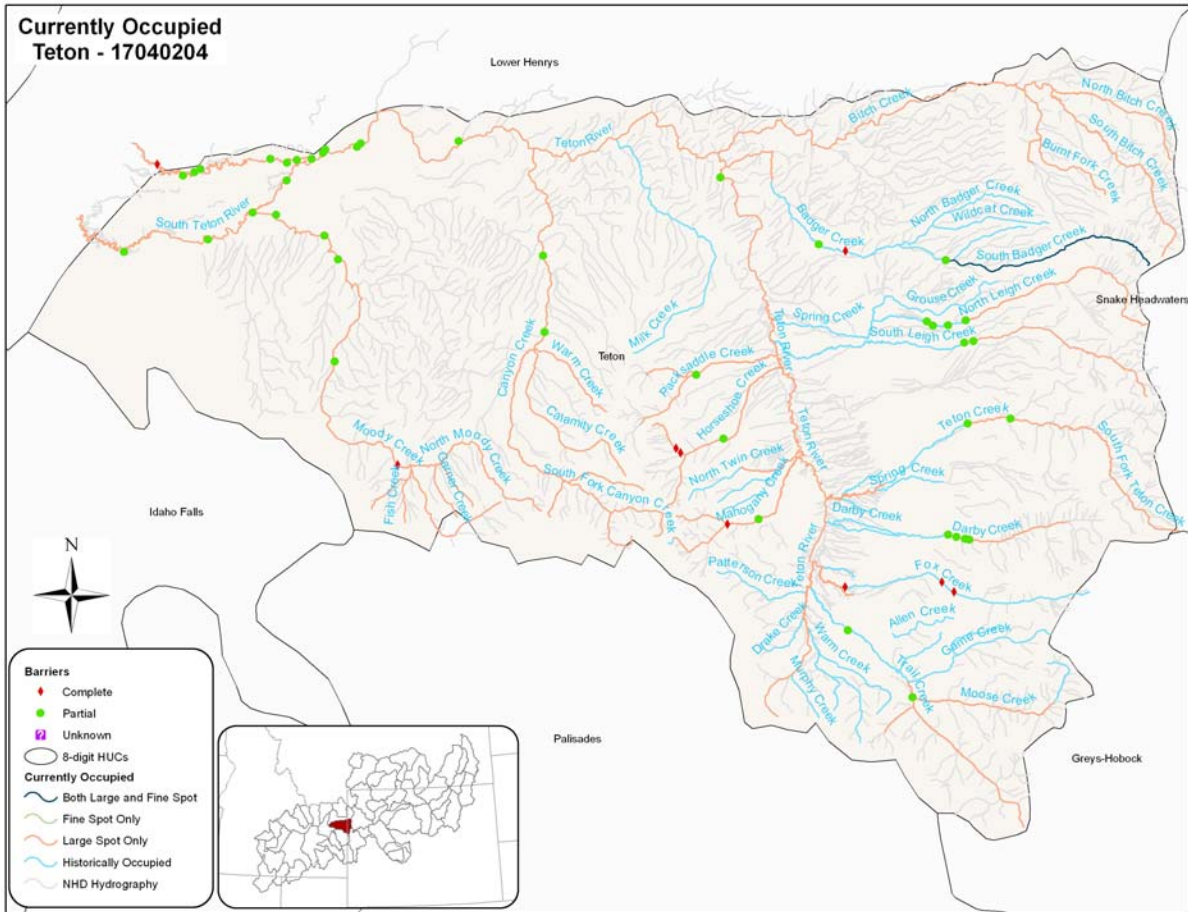 Currently Occupied
Teton - 17040204
Lower Henrys
North Bitch Creek
Bitch Creek
South Bitch Creek
Teton River
Burnt Fork Creek
North Badger Creek
Wildcat Creek
South Teton River
Badger Creek
South Badger Creek
Snake Headwaters
Grouse Creek
North Leigh Creek
Spring Creek
Teton River
South Leigh Creek
Milk Creek
Canyon Creek
Warm Creek
Teton
Packsaddle Creek
Horseshoe Creek
Teton River
Teton Creek
Calamity Creek
Moody Creek
North Moody Creek
North Twin Creek
South Fork Teton Creek
Spring Creek
South Fork Canyon Creek
Mahogany Creek
Fish Creek
Garner Creek
Idaho Falls
Darby Creek
Darby Creek
Teton River
Patterson Creek
Fox Creek
N
Allen Creek
Drake Creek
Warm Creek
Game Creek
Trail Creek
Murphy Creek
Moose Creek
Palisades
Greys-Hobock
Barriers
Complete
Partial
?
Unknown
8-digit HUCs
Currently Occupied
Both Large and Fine Spot
Fine Spot Only
Large Spot Only
Historically Occupied
NHD Hydrography